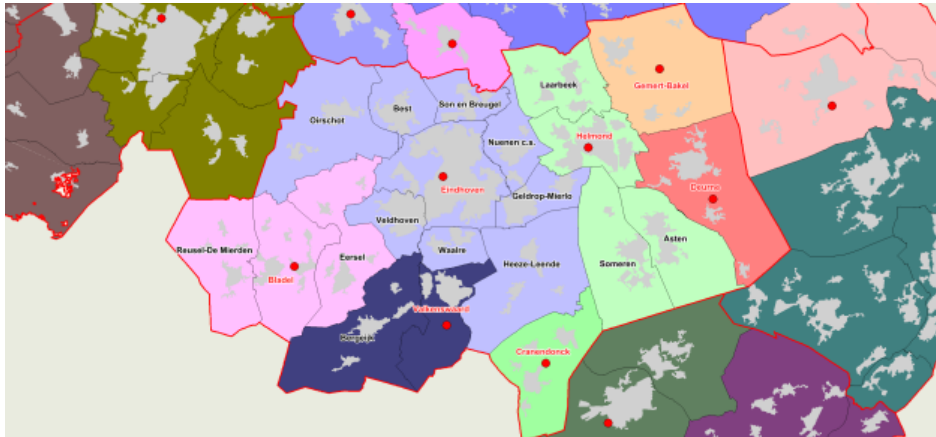 Laarbeek
Gemert-Bakel
Best
Son en Breugel
Oirschot
Helmond
Nuenen c.s.
Eindhoven
Deurne
Geldrop-Mierlo
Veldhoven
Asten
Reusel-De Mierden
Eersel
Waalre
Heeze-Leende
Someren
Bladel
Valkenswaard
Bergeijk
Cranendonck